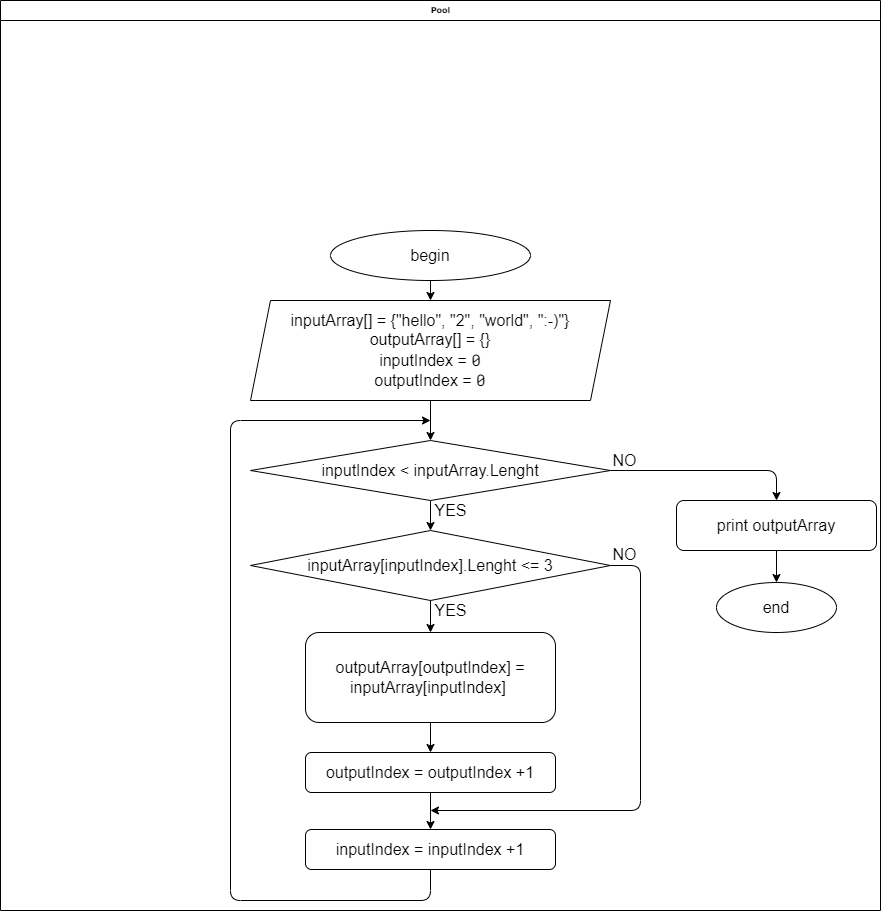 Pool
begin
inputArray[] = {"hello", "2", "world", ":-)"}
outputArray[] = {}
inputIndex = 0
outputIndex = 0
inputIndex < inputArray.Lenght
NO
YES
print outputArray
inputArray[inputIndex].Lenght <= 3
NO
YES
end
outputArray[outputIndex] =
inputArray[inputIndex]
outputIndex = outputIndex +1
inputIndex = inputIndex +1